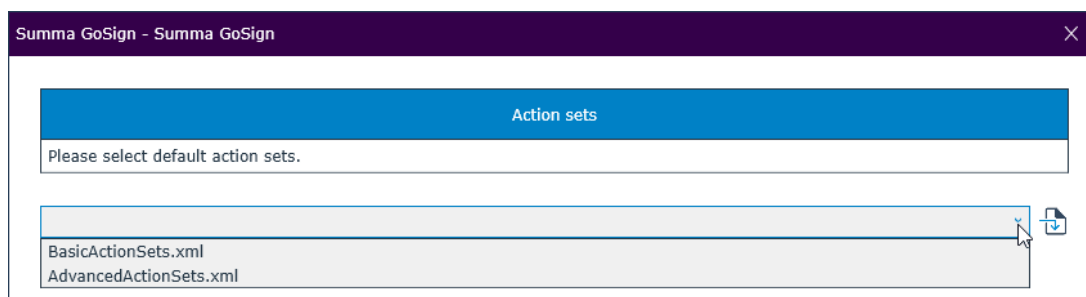 Summa GoSign - Summa GoSign
Action sets
Please select default action sets.
BasicActionSets.xml
AdvancedActionSets.xml